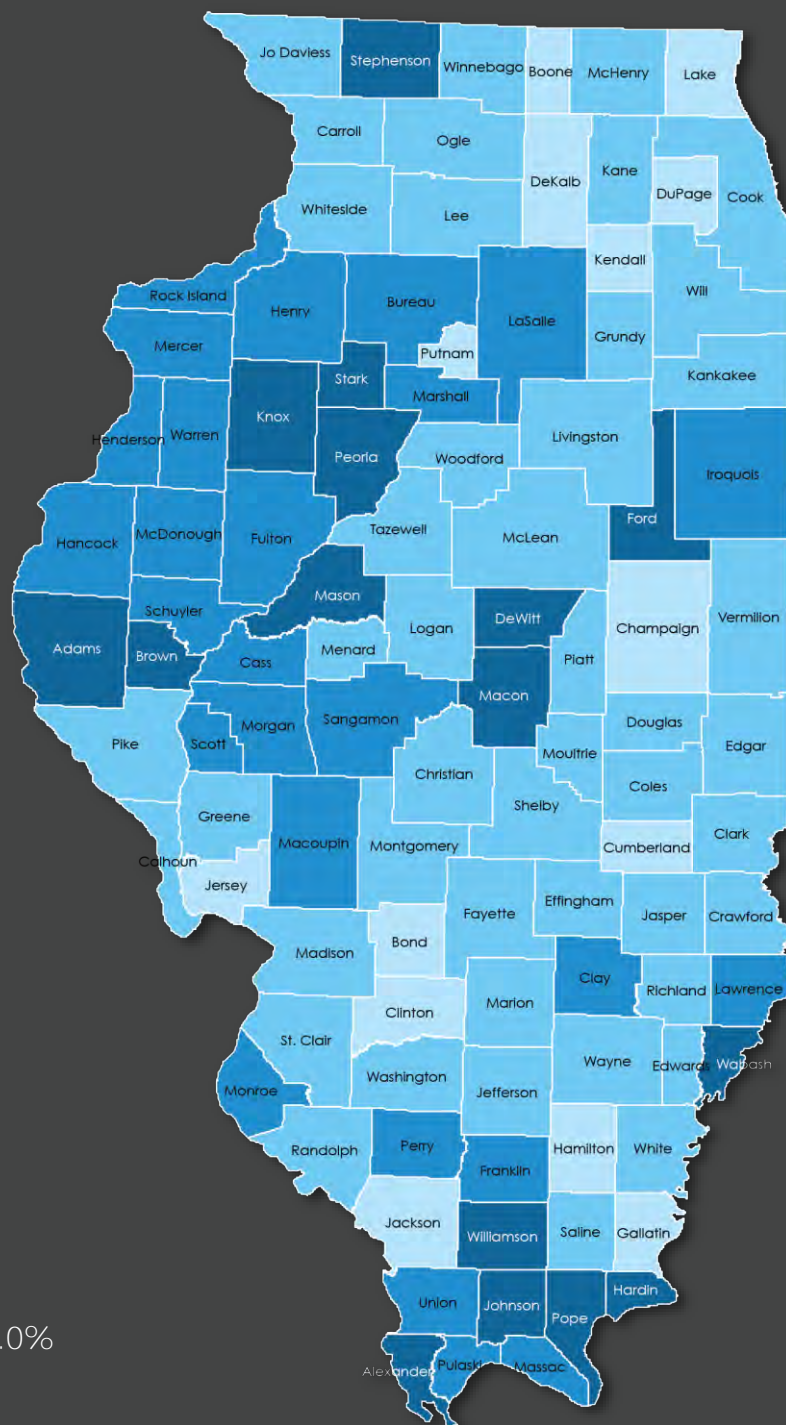 Jo Daviess
Stephenson
Winnebago
Boone
McHenry
Lake
Carroll
Ogle
DeKalb
Kane
DuPage
Cook
Whiteside
Lee
Kendall
Will
Rock Island
Henry
Bureau
LaSalle
Grundy
Mercer
Putnam
Kankakee
Stark
Marshall
Henderson
Warren
Knox
Peoria
Woodford
Livingston
Iroquois
Ford
Hancock
McDonough
Fulton
Tazewell
McLean
Mason
Schuyler
Adams
Brown
Cass
Menard
Logan
DeWitt
Piatt
Champaign
Vermilion
Macon
Pike
Scott
Morgan
Sangamon
Christian
Moultrie
Douglas
Edgar
Coles
Shelby
Greene
Macoupin
Montgomery
Cumberland
Clark
Calhoun
Jersey
Fayette
Effingham
Jasper
Crawford
Madison
Bond
Clay
Richland
Lawrence
Clinton
Marion
St. Clair
Washington
Wayne
Edwards
Wabash
Jefferson
Monroe
Randolph
Perry
Hamilton
White
Franklin
Jackson
Williamson
Saline
Gallatin
Union
Johnson
Pope
Hardin
Alexander
Pulaski
Massac
.0%